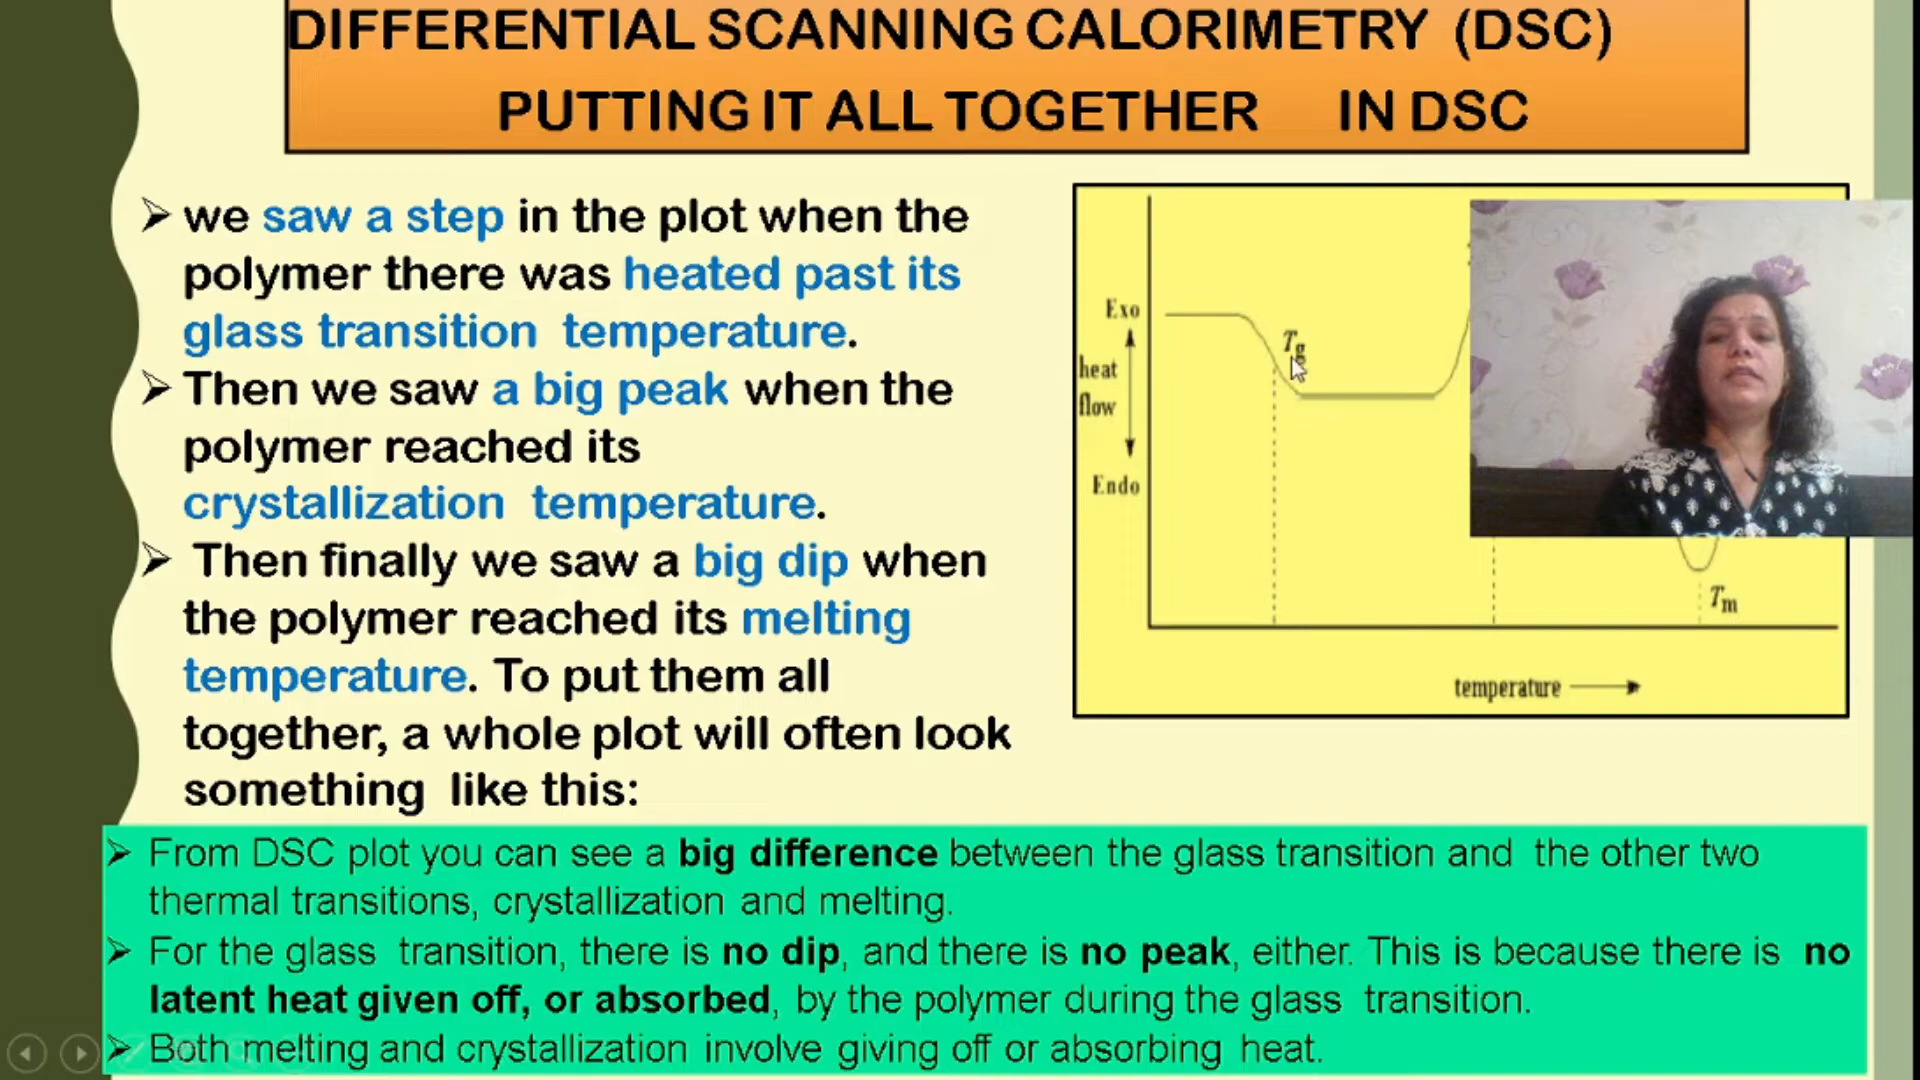 DIFFERENTIAL SCANNING CALORIMETRY (DSC)
PUTTING IT ALL TOGETHER IN DSC
➢ we saw a step in the plot when the
polymer there was heated past its
glass transition temperature.
➢ Then we saw a big peak when the
polymer reached its
crystallization temperature.
➢ Then finally we saw a big dip when
the polymer reached its melting
temperature. To put them all
together, a whole plot will often look
something like this:
Exo
heat
flow
Endo
Tg
Tm
temperature
➢ From DSC plot you can see a big difference between the glass transition and the other two
thermal transitions, crystallization and melting.
➢ For the glass transition, there is no dip, and there is no peak, either. This is because there is no
latent heat given off, or absorbed, by the polymer during the glass transition.
➢ Both melting and crystallization involve giving off or absorbing heat.